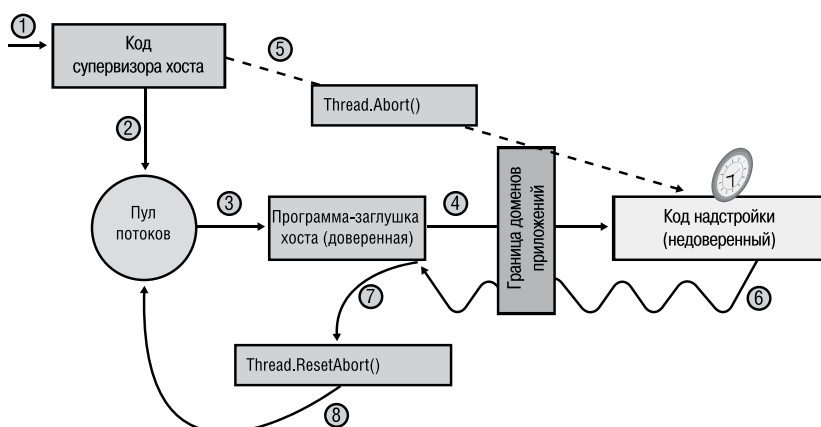 1
Код
супервизора хоста
5
Thread.Abort()
2
Пул
потоков
3
Программа-заглушка
хоста (доверенная)
4
Граница доменов
приложений
Код надстройки
(недоверенный)
6
7
Thread.ResetAbort()
8